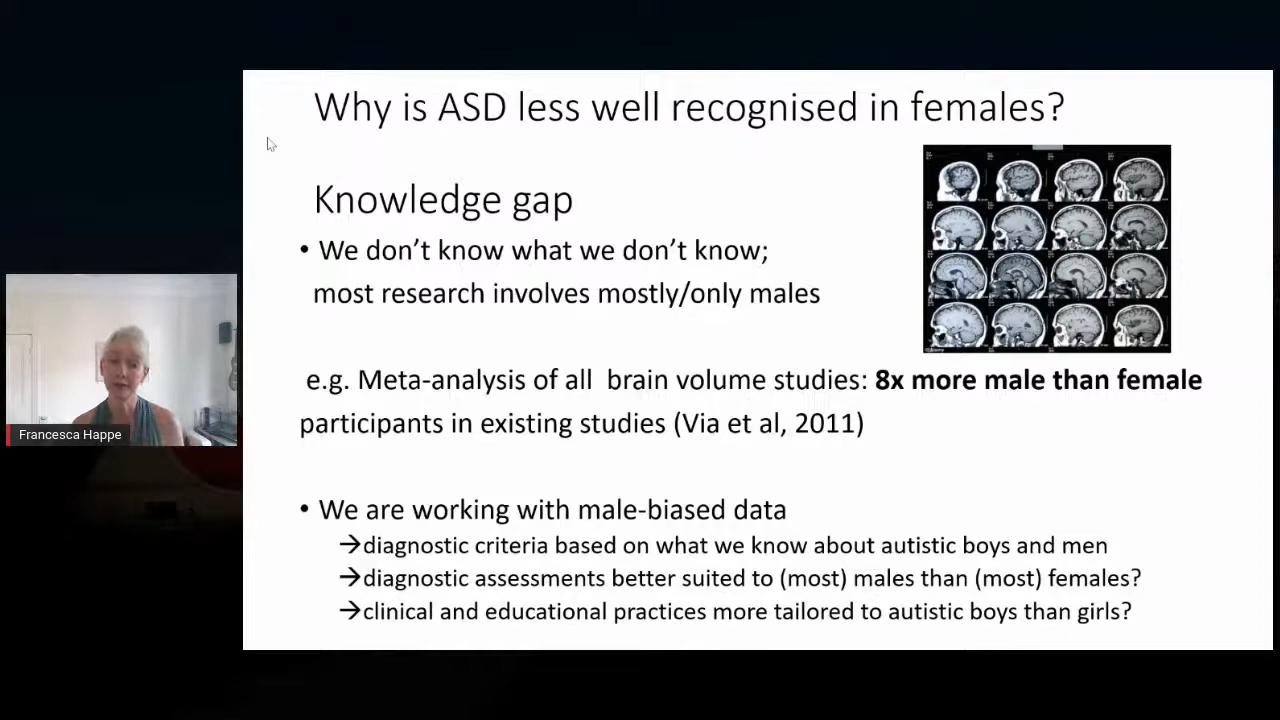 Why is ASD less well recognised in females?
Knowledge gap
• We don’t know what we don’t know;
most research involves mostly/only males
e.g. Meta-analysis of all  brain volume studies: 8x more male than female
participants in existing studies (Via et al, 2011)
• We are working with male-biased data
→diagnostic criteria based on what we know about autistic boys and men
→diagnostic assessments better suited to (most) males than (most) females?
→clinical and educational practices more tailored to autistic boys than girls?
Francesca Happe